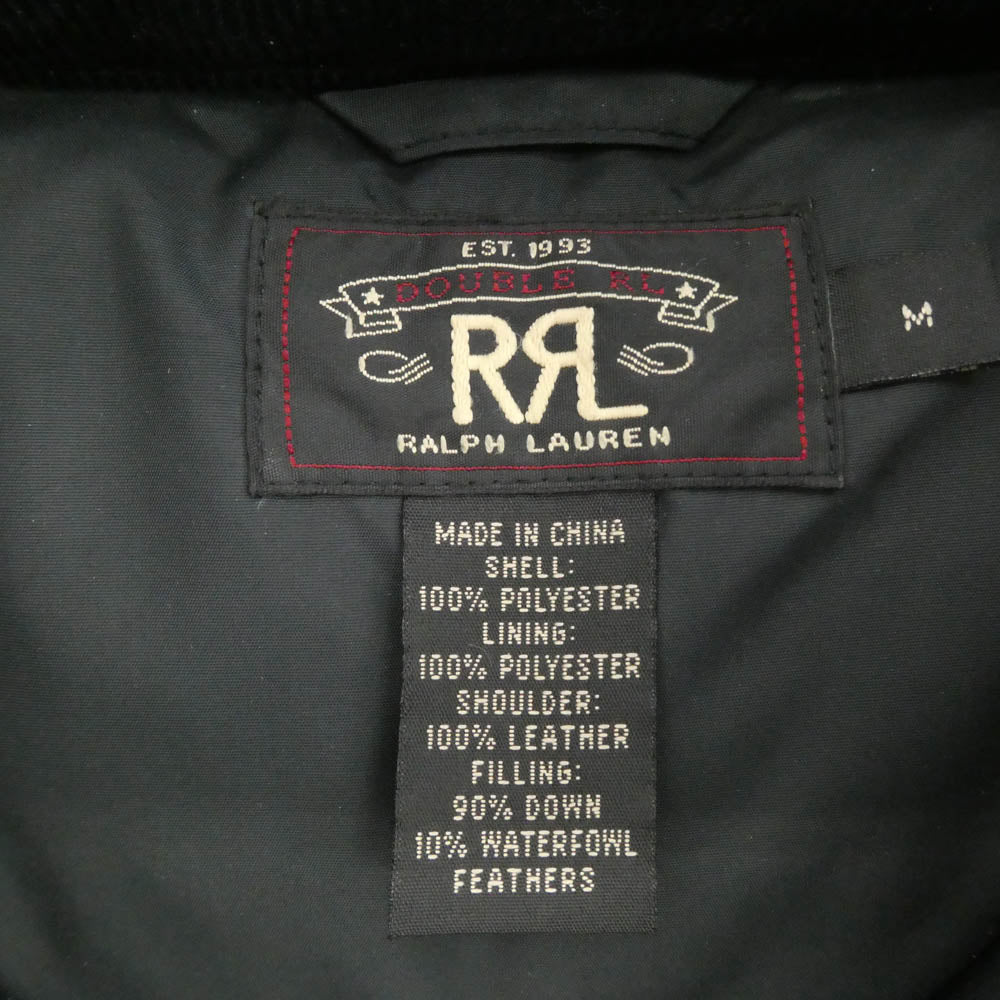 EST. 1993
DOUBLE RL
RRL
RALPH LAUREN
M
MADE IN CHINA
SHELL:
100% POLYESTER
LINING:
100% POLYESTER
SHOULDER:
100% LEATHER
FILLING:
90% DOWN
10% WATERFOWL
FEATHERS